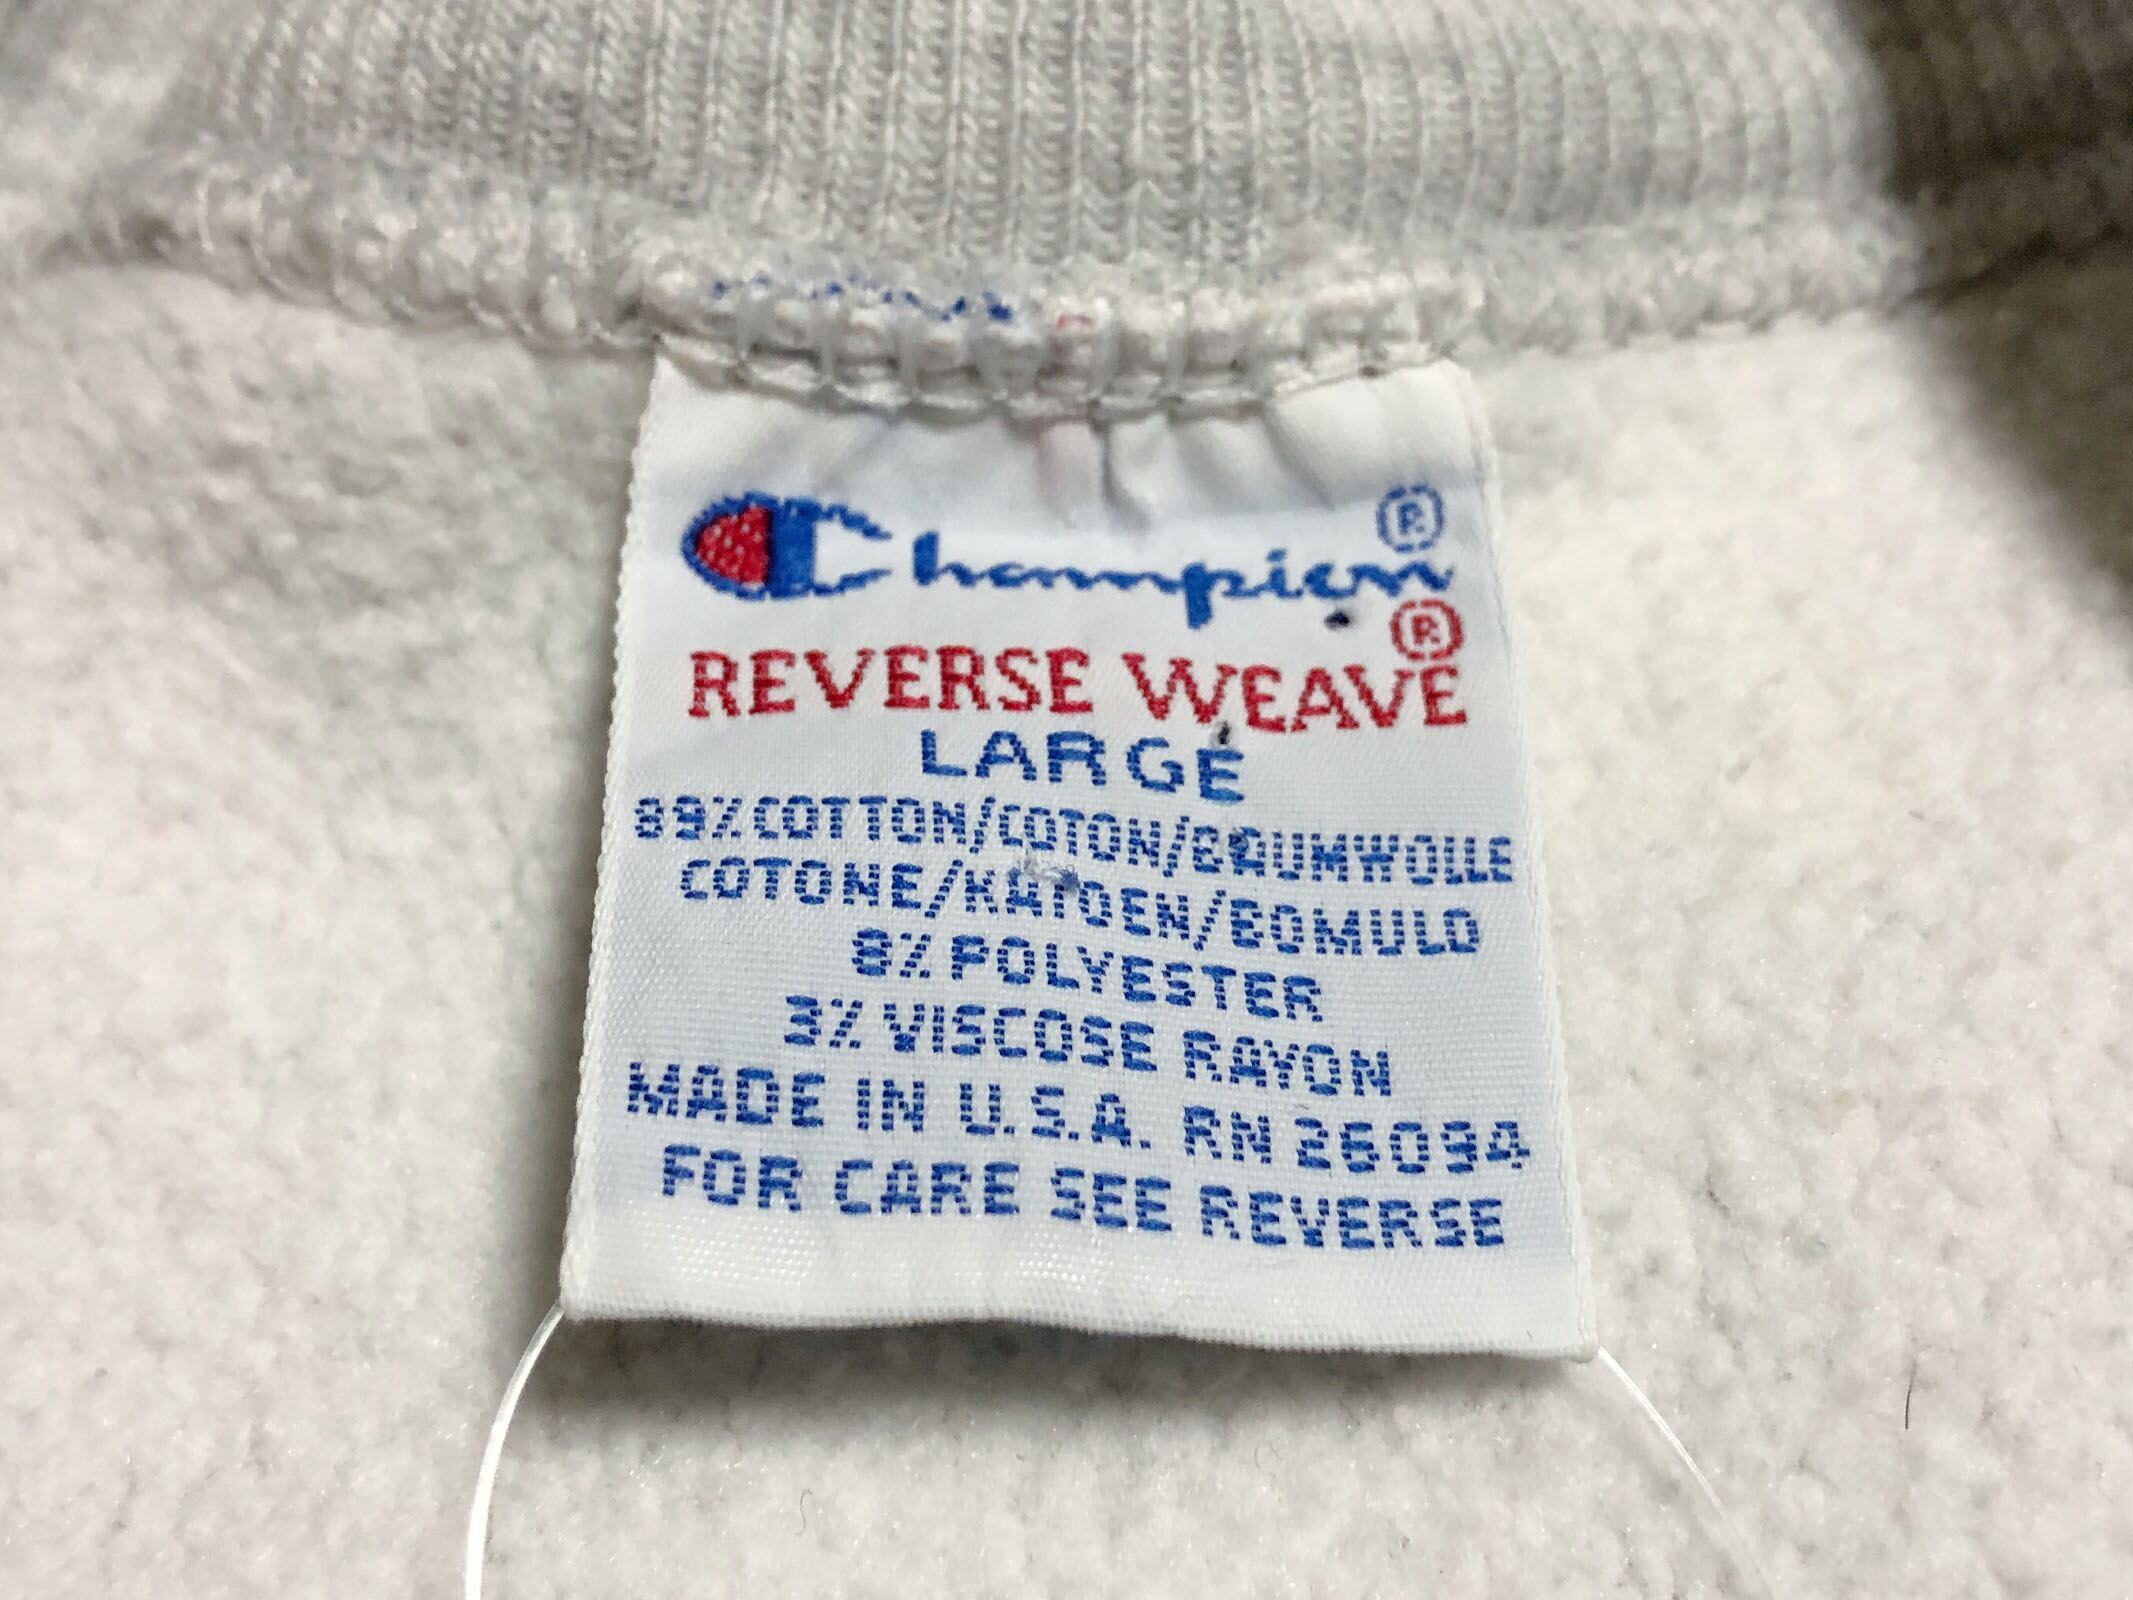 Champion®
REVERSE WEAVE®
LARGE
89% COTTON/COTON/BAUMWOLLE
COTONE/KATOEN/BOMULD
8% POLYESTER
3% VISCOSE RAYON
MADE IN U.S.A. RN 26094
FOR CARE SEE REVERSE